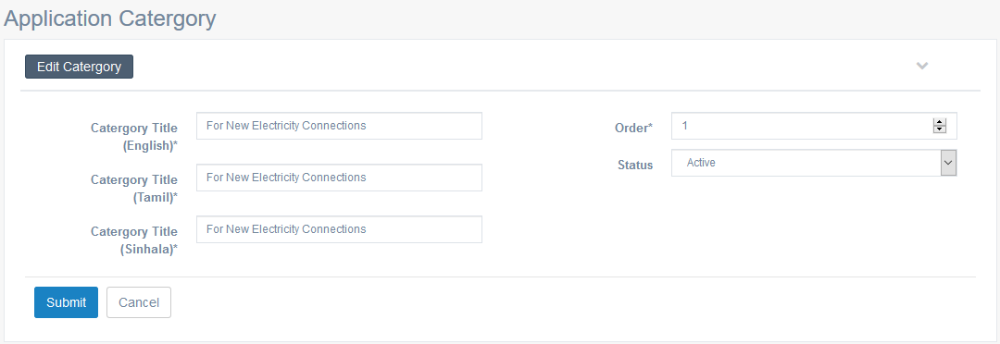 Application Catergory
Edit Catergory
Catergory Title
(English)*
For New Electricity Connections
Order*
1
Catergory Title
(Tamil)*
For New Electricity Connections
Status
Active
Catergory Title
(Sinhala)*
For New Electricity Connections
Submit
Cancel